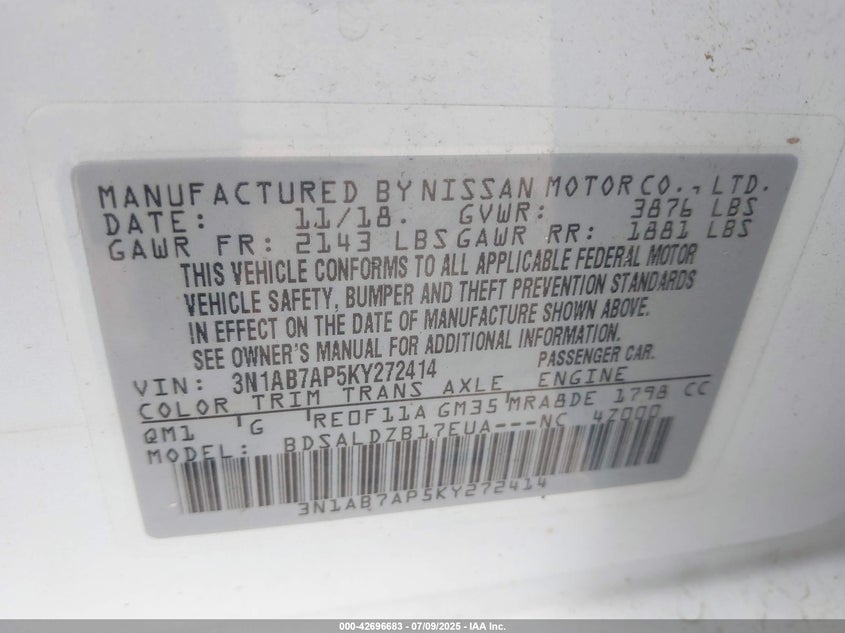 MANUFACTURED BY NISSAN MOTOR CO., LTD.
DATE: 11/18. GVWR: 3876 LBS
GAWR FR: 2143 LBS GAWR RR: 1881 LBS
THIS VEHICLE CONFORMS TO ALL APPLICABLE FEDERAL MOTOR
VEHICLE SAFETY, BUMPER AND THEFT PREVENTION STANDARDS
IN EFFECT ON THE DATE OF MANUFACTURE SHOWN ABOVE.
SEE OWNER'S MANUAL FOR ADDITIONAL INFORMATION.
VIN: 3N1AB7AP5KY272414 PASSENGER CAR.
COLOR TRIM TRANS AXLE ENGINE
QM1 G RE0F11A GM35 MRA8DE 1798 CC
MODEL: BDSALDZB17EUA---NC 47000
3N1AB7AP5KY272414
000-42696683 - 07/09/2025 - IAA Inc.